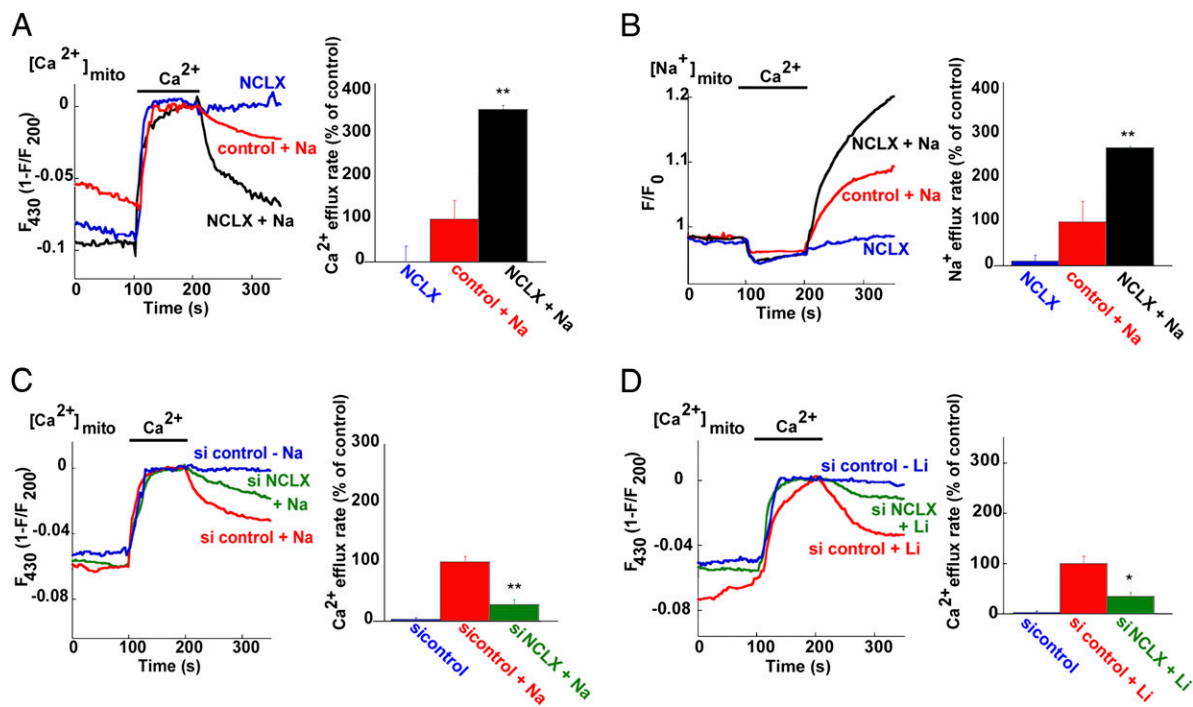 A
[Ca2+]mito
Ca2+
NCLX
control + Na
NCLX + Na
F430 (1-F/F200)
0
-0.05
-0.1
0 100 200 300
Time (s)
Ca2+ efflux rate (% of control)
400
300
200
100
0
**
NCLX
control + Na
NCLX + Na
B
[Na+]mito
Ca2+
1.2
1.1
1
F/F0
NCLX + Na
control + Na
NCLX
0 100 200 300
Time (s)
Na+ efflux rate (% of control)
400
300
200
100
0
**
NCLX
control + Na
NCLX + Na
C
[Ca2+]mito
Ca2+
si control - Na
si NCLX
+ Na
si control + Na
F430 (1-F/F200)
0
-0.04
-0.08
0 100 200 300
Time (s)
Ca2+ efflux rate (% of control)
300
200
100
0
**
sicontrol
sicontrol + Na
si NCLX + Na
D
[Ca2+]mito
Ca2+
si control - Li
si NCLX
+ Li
si control + Li
F430 (1-F/F200)
0
-0.04
-0.08
0 100 200 300
Time (s)
Ca2+ efflux rate (% of control)
300
200
100
0
*
sicontrol
si control + Li
si NCLX + Li